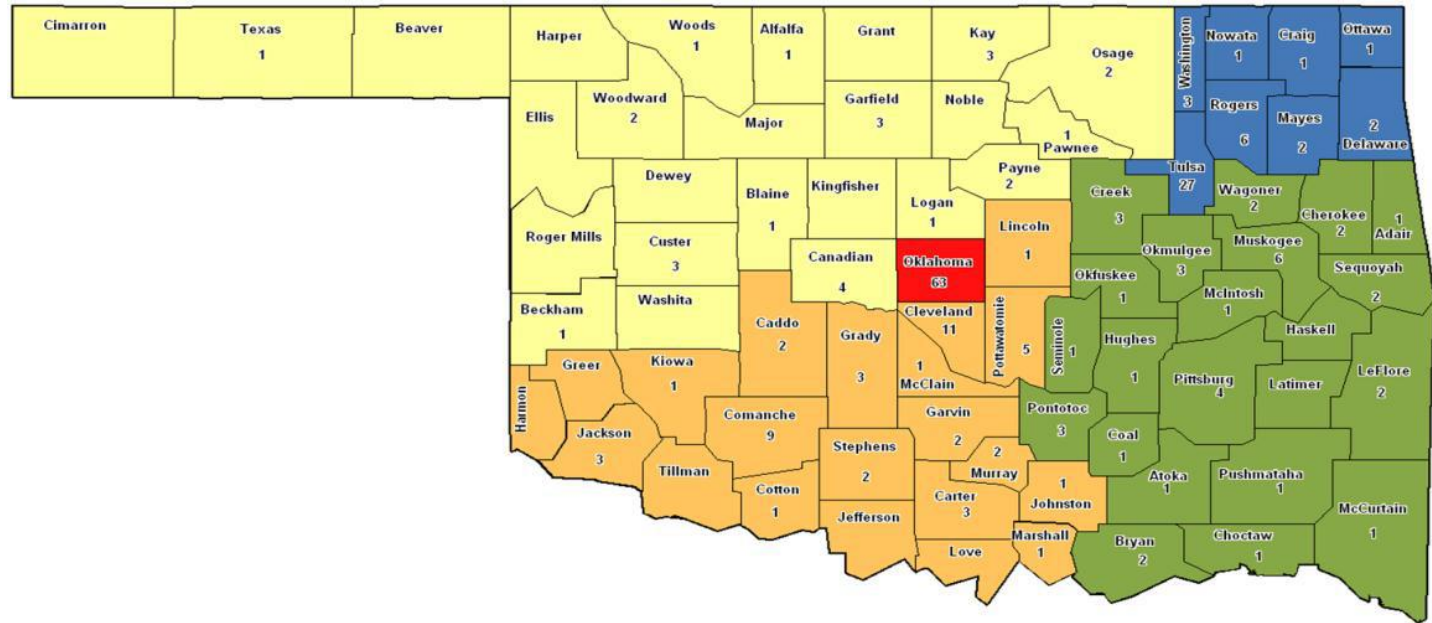 Cimarron
Texas
1
Beaver
Harper
Woods
1
Alfalfa
1
Grant
Kay
3
Osage
2
Washington
3
Nowata
1
Craig
1
Ottawa
1
Ellis
Woodward
2
Major
Garfield
3
Noble
1
Pawnee
Rogers
6
Mayes
2
2
Delaware
Tulsa
27
Roger Mills
Dewey
Blaine
1
Kingfisher
Logan
1
Payne
2
Creek
3
Wagoner
2
Cherokee
2
1
Adair
Custer
3
Canadian
4
Oklahoma
63
Lincoln
1
Okmulgee
3
Muskogee
6
Sequoyah
2
Beckham
1
Washita
Caddo
2
Grady
3
Cleveland
11
1
McClain
Pottawatomie
5
Seminole
1
Okfuskee
1
McIntosh
1
Haskell
Hughes
1
Pittsburg
4
Latimer
LeFlore
2
Harmon
Greer
Kiowa
1
Jackson
3
Comanche
9
Tillman
Cotton
1
Stephens
2
Garvin
2
2
Murray
Pontotoc
3
Coal
1
Jefferson
Carter
3
1
Johnston
Atoka
1
Pushmataha
1
McCurtain
1
Love
Marshall
1
Bryan
2
Choctaw
1